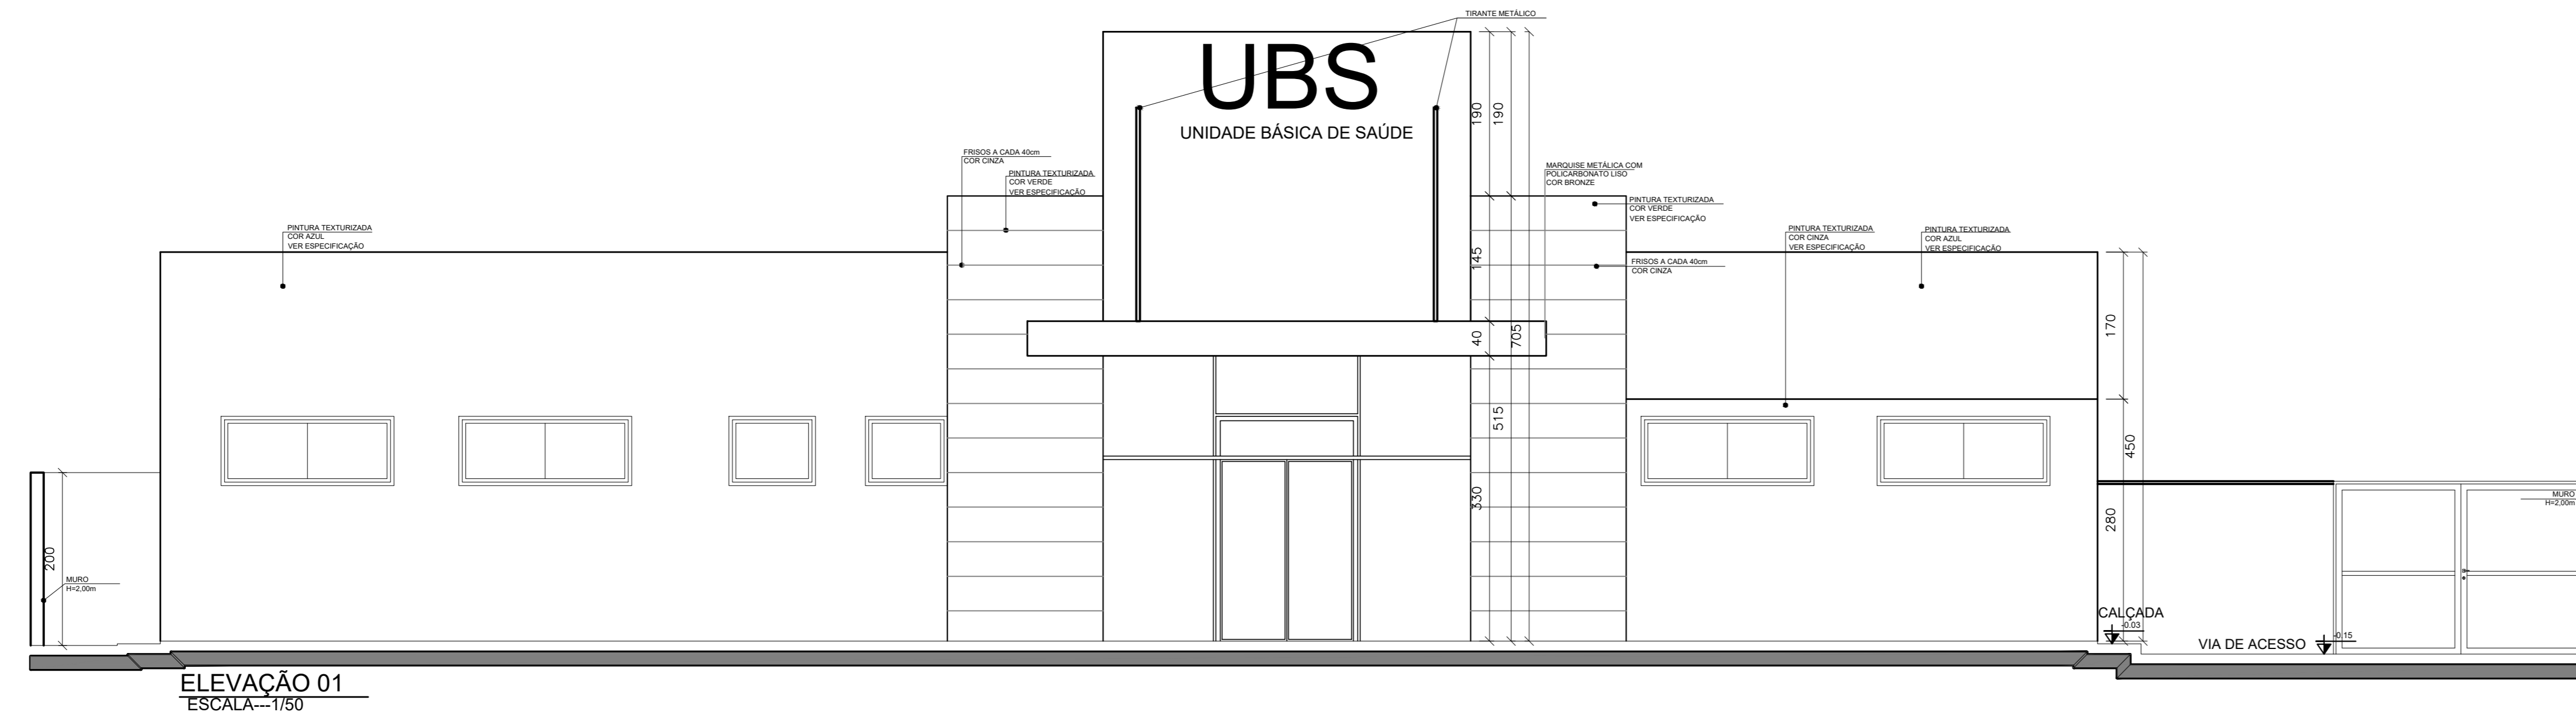 TIRANTE METÁLICO
UBS
UNIDADE BÁSICA DE SAÚDE
190
190
FRISOS A CADA 40cm
COR CINZA
PINTURA TEXTURIZADA
COR VERDE
VER ESPECIFICAÇÃO
MARQUISE METÁLICA COM
POLICARBONATO LISO
COR BRONZE
PINTURA TEXTURIZADA
COR VERDE
VER ESPECIFICAÇÃO
PINTURA TEXTURIZADA
COR AZUL
VER ESPECIFICAÇÃO
PINTURA TEXTURIZADA
COR CINZA
VER ESPECIFICAÇÃO
PINTURA TEXTURIZADA
COR AZUL
VER ESPECIFICAÇÃO
145
FRISOS A CADA 40cm
COR CINZA
40
705
170
515
450
330
280
200
MURO
H=2,00m
MURO
H=2,00m
CALÇADA
-0.03
VIA DE ACESSO
-0.15
ELEVAÇÃO 01
ESCALA---1/50